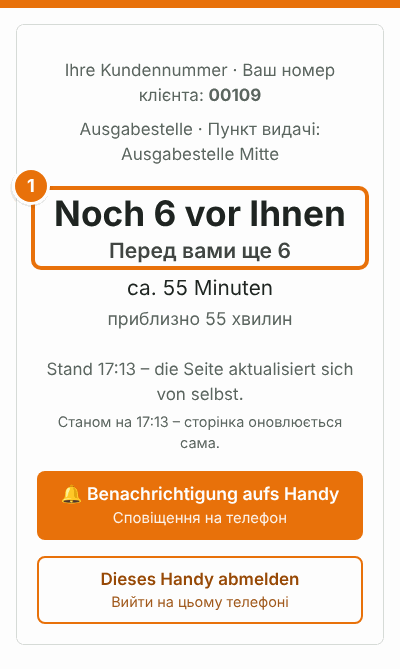 Ihre Kundennummer · Ваш номер
клієнта: 00109
Ausgabestelle · Пункт видачі:
Ausgabestelle Mitte
1
Noch 6 vor Ihnen
Перед вами ще 6
ca. 55 Minuten
приблизно 55 хвилин
Stand 17:13 – die Seite aktualisiert sich
von selbst.
Станом на 17:13 – сторінка оновлюється
сама.
🔔 Benachrichtigung aufs Handy
Сповіщення на телефон
Dieses Handy abmelden
Вийти на цьому телефоні